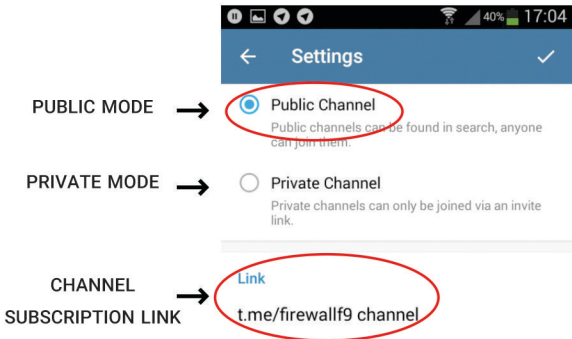 40% 17:04
Settings
PUBLIC MODE
Public Channel
Public channels can be found in search, anyone
can join them.
PRIVATE MODE
Private Channel
Private channels can only be joined via an invite
link.
CHANNEL
SUBSCRIPTION LINK
Link
t.me/firewallf9 channel